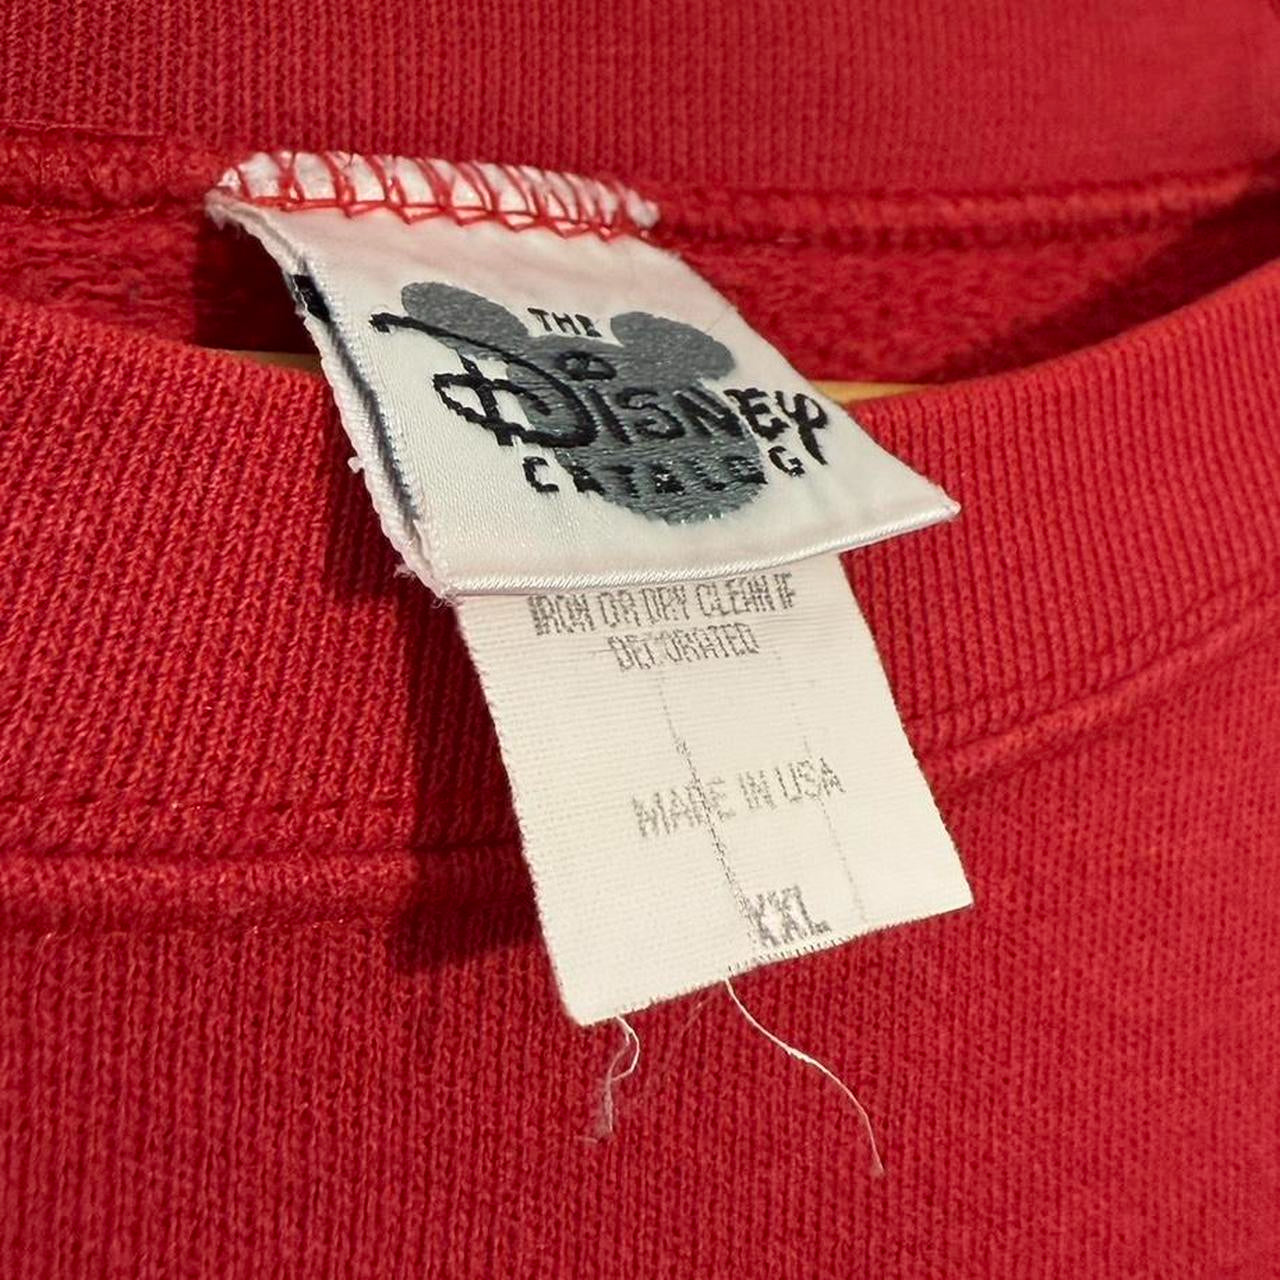 THE
Disney
CATALOG
IRON OR DRY CLEAN IF
DECORATED
MADE IN USA
XXL